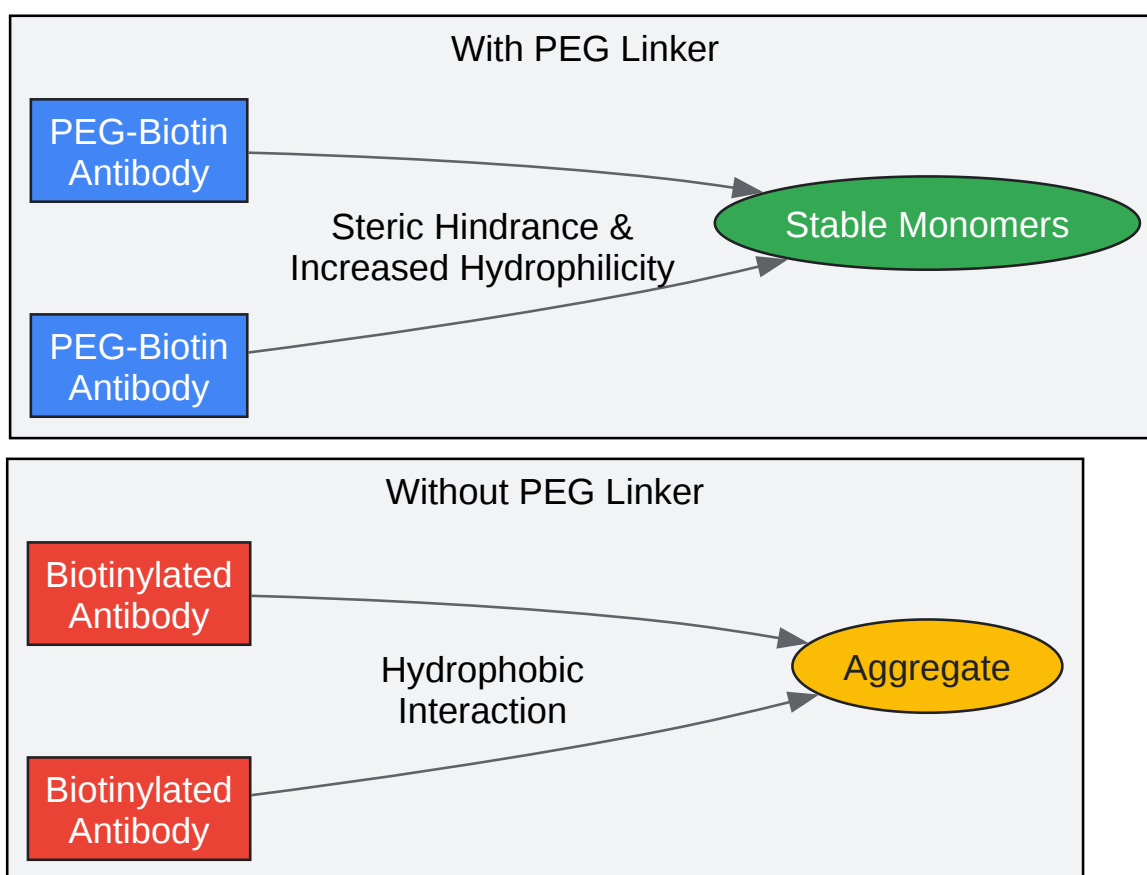 With PEG Linker
PEG-Biotin
Antibody
Steric Hindrance &
Increased Hydrophilicity
Stable Monomers
PEG-Biotin
Antibody
Without PEG Linker
Biotinylated
Antibody
Hydrophobic
Interaction
Aggregate
Biotinylated
Antibody